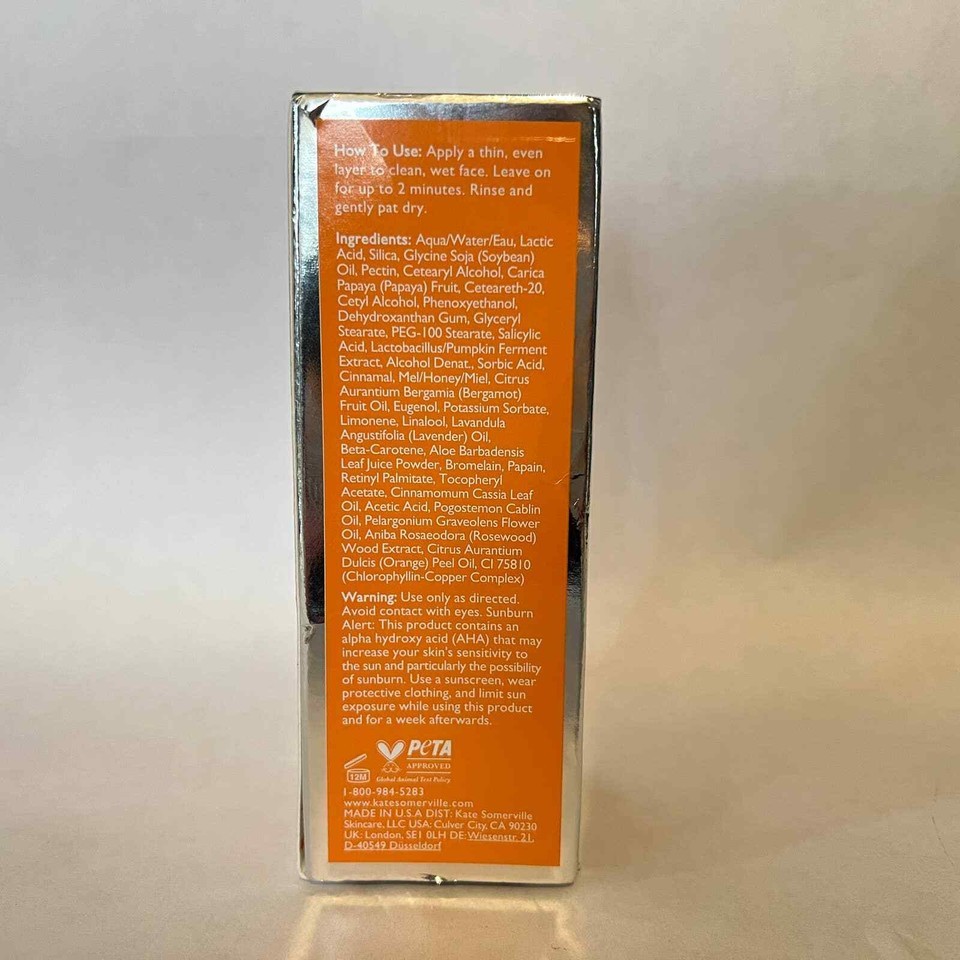 How To Use: Apply a thin, even
layer to clean, wet face. Leave on
for up to 2 minutes. Rinse and
gently pat dry.
Ingredients: Aqua/Water/Eau, Lactic
Acid, Silica, Glycine Soja (Soybean)
Oil, Pectin, Cetearyl Alcohol, Carica
Papaya (Papaya) Fruit, Ceteareth-20,
Cetyl Alcohol, Phenoxyethanol,
Dehydroxanthan Gum, Glyceryl
Stearate, PEG-100 Stearate, Salicylic
Acid, Lactobacillus/Pumpkin Ferment
Extract, Alcohol Denat., Sorbic Acid,
Cinnamal, Mel/Honey/Miel, Citrus
Aurantium Bergamia (Bergamot)
Fruit Oil, Eugenol, Potassium Sorbate,
Limonene, Linalool, Lavandula
Angustifolia (Lavender) Oil,
Beta-Carotene, Aloe Barbadensis
Leaf Juice Powder, Bromelain, Papain,
Retinyl Palmitate, Tocopheryl
Acetate, Cinnamomum Cassia Leaf
Oil, Acetic Acid, Pogostemon Cablin
Oil, Pelargonium Graveolens Flower
Oil, Aniba Rosaeodora (Rosewood)
Wood Extract, Citrus Aurantium
Dulcis (Orange) Peel Oil, CI 75810
(Chlorophyllin-Copper Complex)
Warning: Use only as directed.
Avoid contact with eyes. Sunburn
Alert: This product contains an
alpha hydroxy acid (AHA) that may
increase your skin's sensitivity to
the sun and particularly the possibility
of sunburn. Use a sunscreen, wear
protective clothing, and limit sun
exposure while using this product
and for a week afterwards.
12M
PETA
APPROVED
Global Animal Test Policy
1-800-984-5283
www.katesomerville.com
MADE IN U.S.A DIST: Kate Somerville
Skincare, LLC USA: Culver City, CA 90230
UK: London, SE1 0LH DE: Wiesenstr. 21,
D-40549 Düsseldorf